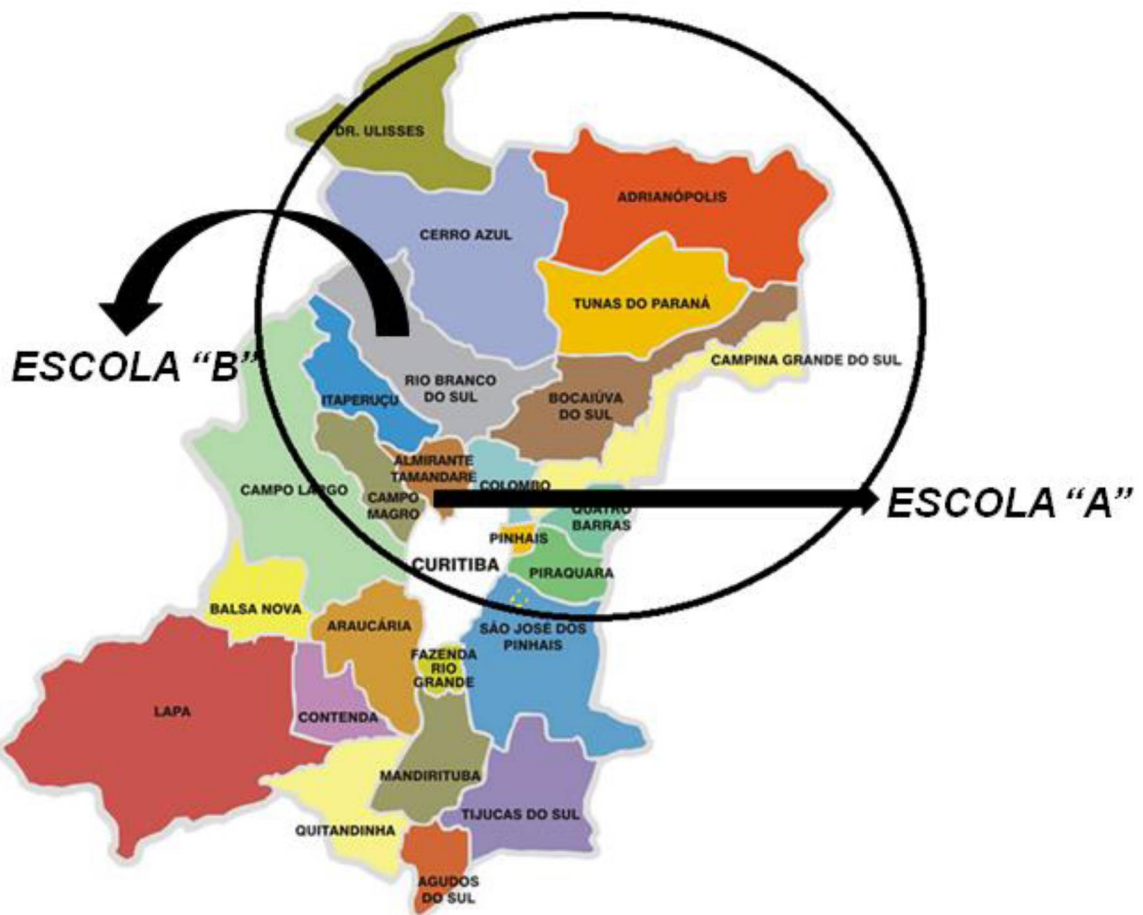 DR. ULISSES
ADRIANÓPOLIS
CERRO AZUL
TUNAS DO PARANÁ
ESCOLA “B”
CAMPINA GRANDE DO SUL
RIO BRANCO
DO SUL
ITAPERUÇU
BOCAIÚVA
DO SUL
ALMIRANTE
TAMANDARE
COLOMBO
CAMPO LARGO
CAMPO
MAGRO
ESCOLA “A”
QUATRO
BARRAS
PINHAIS
CURITIBA
PIRAQUARA
BALSA NOVA
ARAUCÁRIA
SÃO JOSÉ DOS
PINHAIS
FAZENDA
RIO
GRANDE
LAPA
CONTENDA
MANDIRITUBA
TIJUCAS DO SUL
QUITANDINHA
AGUDOS
DO SUL